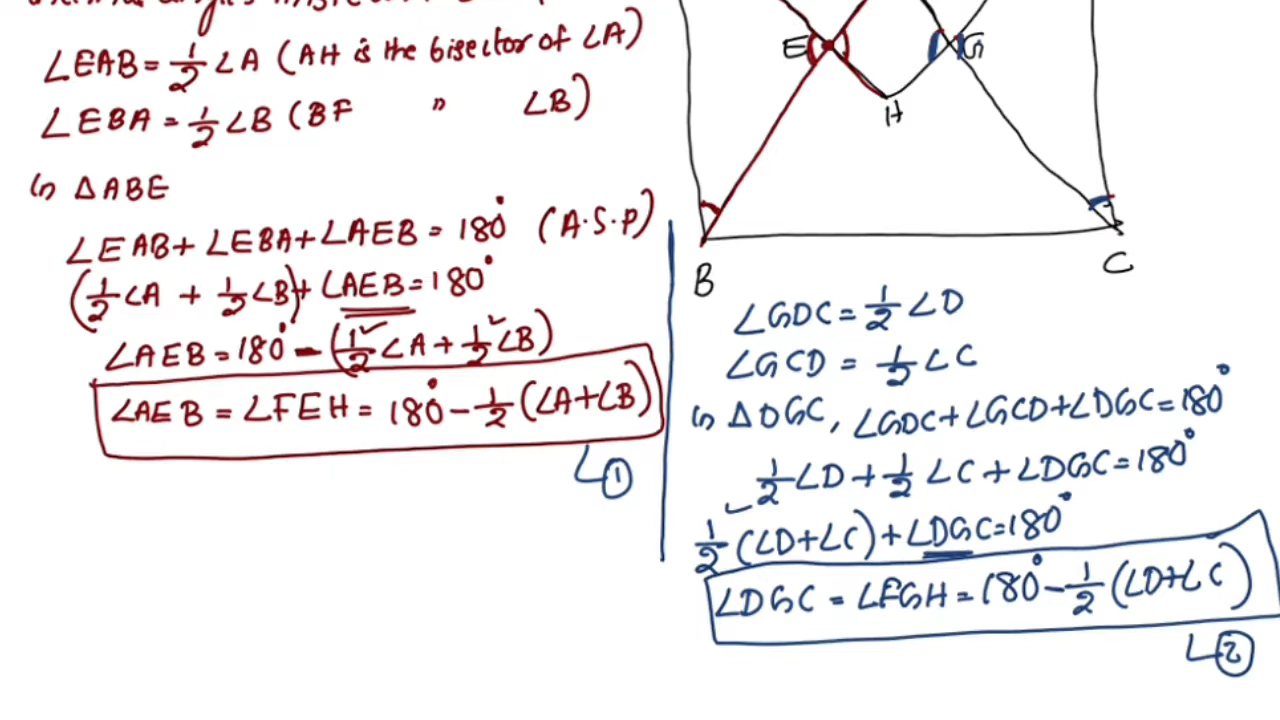 ∠EAB = 1/2 ∠A (AH is the bisector of ∠A)
∠EBA = 1/2 ∠B (BF " ∠B)
In ΔABE
∠EAB + ∠EBA + ∠AEB = 180° (A.S.P)
(1/2 ∠A + 1/2 ∠B) + ∠AEB = 180°
∠AEB = 180° - (1/2 ∠A + 1/2 ∠B)
∠AEB = ∠FEH = 180° - 1/2 (∠A + ∠B)
①
E
G
H
B
C
∠GDC = 1/2 ∠D
∠GCD = 1/2 ∠C
In ΔDGC, ∠GDC + ∠GCD + ∠DGC = 180°
1/2 ∠D + 1/2 ∠C + ∠DGC = 180°
1/2 (∠D + ∠C) + ∠DGC = 180°
∠DGC = ∠FGH = 180° - 1/2 (∠D + ∠C)
②